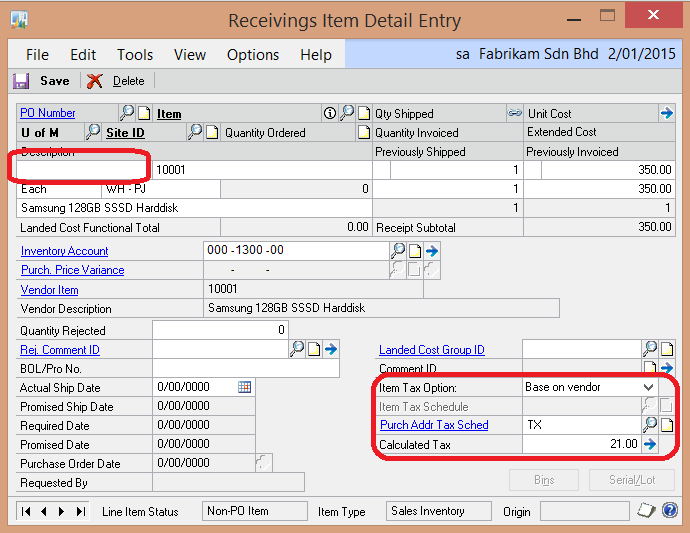 Receivings Item Detail Entry
File Edit Tools View Options Help sa Fabrikam Sdn Bhd 2/01/2015
Save Delete
PO Number Item Qty Shipped Unit Cost
U of M Site ID Quantity Ordered Quantity Invoiced Extended Cost
Description Previously Shipped Previously Invoiced
10001 1 350.00
Each WH - PJ 0 1 350.00
Samsung 128GB SSSD Harddisk 1 1
Landed Cost Functional Total 0.00 Receipt Subtotal 350.00
Inventory Account 000 -1300 -00
Purch. Price Variance - -
Vendor Item 10001
Vendor Description Samsung 128GB SSSD Harddisk
Quantity Rejected 0
Rej. Comment ID Landed Cost Group ID
BOL/Pro No. Comment ID
Actual Ship Date 0/00/0000 Item Tax Option: Base on vendor
Promised Ship Date 0/00/0000 Item Tax Schedule
Required Date 0/00/0000 Purch Addr Tax Sched TX
Promised Date 0/00/0000 Calculated Tax 21.00
Purchase Order Date 0/00/0000
Requested By Bins Serial/Lot
Line Item Status Non-PO Item Item Type Sales Inventory Origin